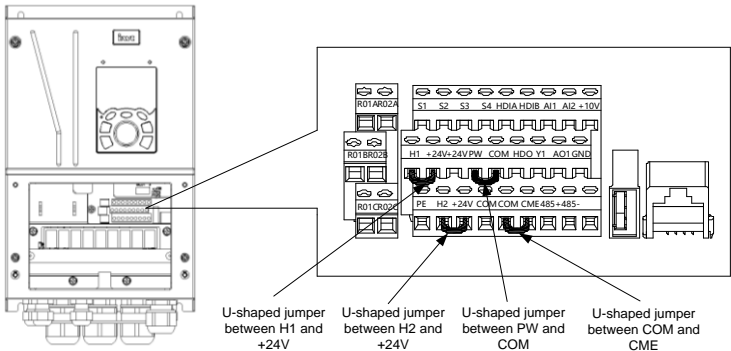 R01A R02A
S1 S2 S3 S4 HDIA HDIB AI1 AI2 +10V
R01B R02B
H1 +24V +24V PW COM HDO Y1 AO1 GND
R01C R02C
PE H2 +24V COM COM CME 485+ 485-
U-shaped jumper
between H1 and
+24V
U-shaped jumper
between H2 and
+24V
U-shaped jumper
between PW and
COM
U-shaped jumper
between COM and
CME